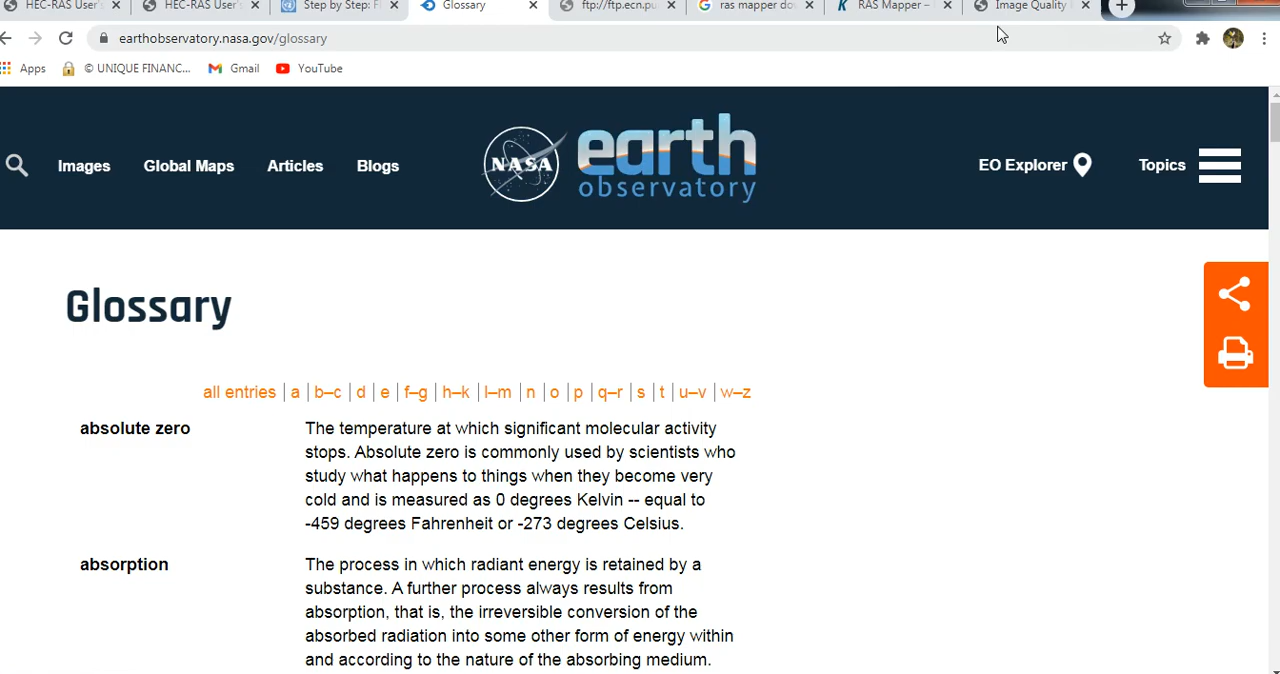 HEC-RAS User's
HEC-RAS User's
Step by Step: F
Glossary
ftp://ftp.ecn.pu
ras mapper do
RAS Mapper –
Image Quality
earthobservatory.nasa.gov/glossary
Apps
© UNIQUE FINANC...
Gmail
YouTube
Images
Global Maps
Articles
Blogs
NASA
earth
observatory
EO Explorer
Topics
Glossary
all entries | a | b–c | d | e | f–g | h–k | l–m | n | o | p | q–r | s | t | u–v | w–z
absolute zero
The temperature at which significant molecular activity
stops. Absolute zero is commonly used by scientists who
study what happens to things when they become very
cold and is measured as 0 degrees Kelvin -- equal to
-459 degrees Fahrenheit or -273 degrees Celsius.
absorption
The process in which radiant energy is retained by a
substance. A further process always results from
absorption, that is, the irreversible conversion of the
absorbed radiation into some other form of energy within
and according to the nature of the absorbing medium.